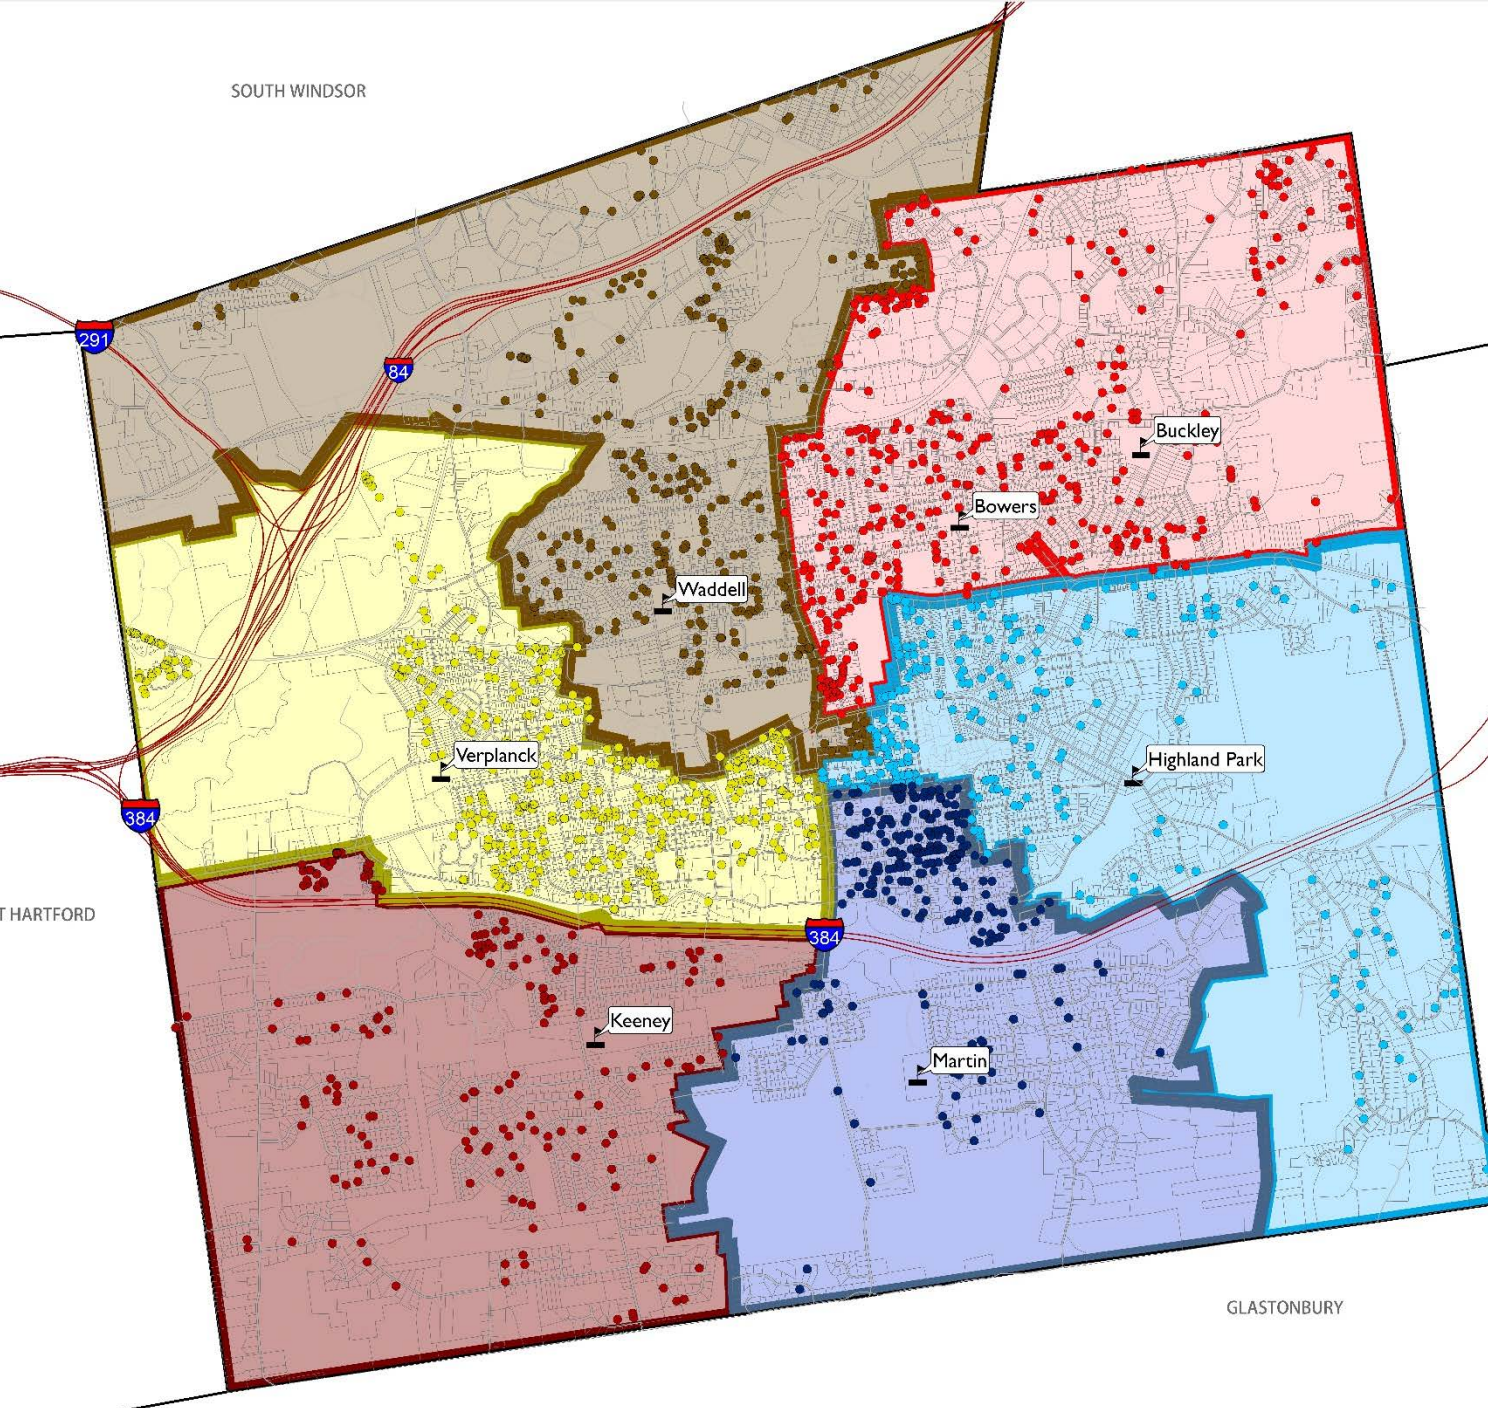 SOUTH WINDSOR
291
84
Buckley
Bowers
Waddell
Verplanck
Highland Park
384
T HARTFORD
384
Keeney
Martin
GLASTONBURY